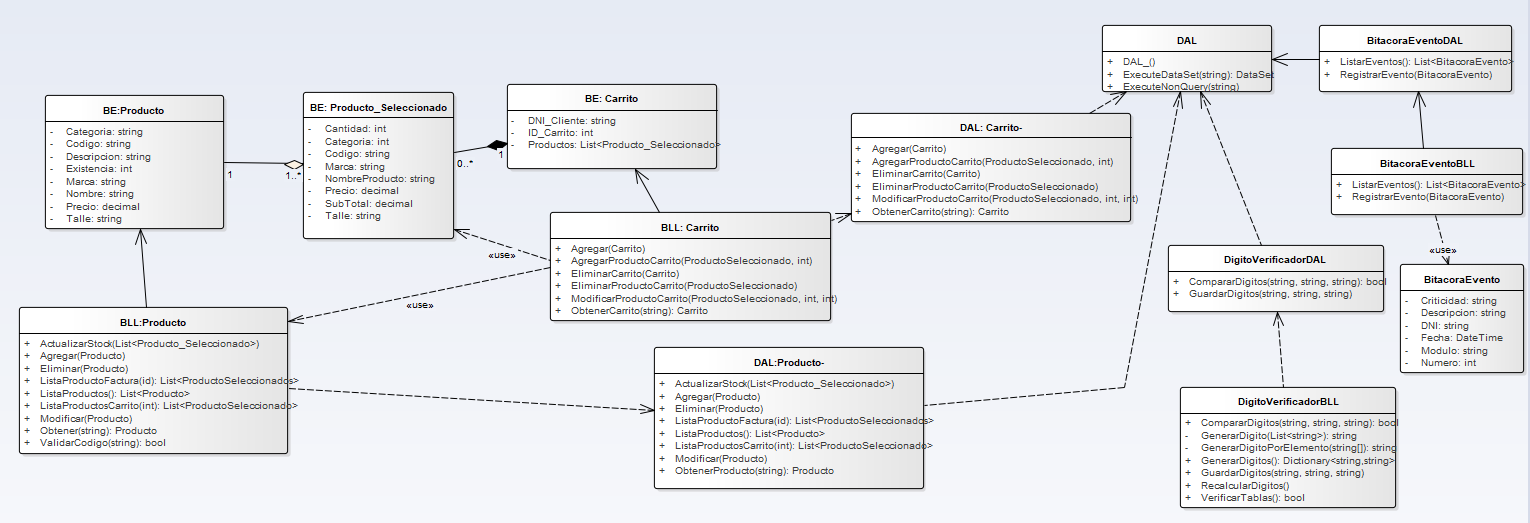 BE:Producto
- Categoria: string
- Codigo: string
- Descripcion: string
- Existencia: int
- Marca: string
- Nombre: string
- Precio: decimal
- Talle: string
1
1..*
BE: Producto_Seleccionado
- Cantidad: int
- Categoria: int
- Codigo: string
- Marca: string
- NombreProducto: string
- Precio: decimal
- SubTotal: decimal
- Talle: string
0..*
1
BE: Carrito
- DNI_Cliente: string
- ID_Carrito: int
- Productos: List<Producto_Seleccionado>
BLL: Carrito
+ Agregar(Carrito)
+ AgregarProductoCarrito(ProductoSeleccionado, int)
+ EliminarCarrito(Carrito)
+ EliminarProductoCarrito(ProductoSeleccionado)
+ ModificarProductoCarrito(ProductoSeleccionado, int, int)
+ ObtenerCarrito(string): Carrito
«use»
«use»
DAL: Carrito-
+ Agregar(Carrito)
+ AgregarProductoCarrito(ProductoSeleccionado, int)
+ EliminarCarrito(Carrito)
+ EliminarProductoCarrito(ProductoSeleccionado)
+ ModificarProductoCarrito(ProductoSeleccionado, int, int)
+ ObtenerCarrito(string): Carrito
DAL
+ DAL_()
+ ExecuteDataSet(string): DataSet
+ ExecuteNonQuery(string)
BitacoraEventoDAL
+ ListarEventos(): List<BitacoraEvento>
+ RegistrarEvento(BitacoraEvento)
BitacoraEventoBLL
+ ListarEventos(): List<BitacoraEvento>
+ RegistrarEvento(BitacoraEvento)
«use»
BitacoraEvento
- Criticidad: string
- Descripcion: string
- DNI: string
- Fecha: DateTime
- Modulo: string
- Numero: int
DigitoVerificadorDAL
+ CompararDigitos(string, string, string): bool
+ GuardarDigitos(string, string, string)
DigitoVerificadorBLL
+ CompararDigitos(string, string, string): bool
- GenerarDigito(List<string>): string
- GenerarDigitoPorElemento(string[]): string
+ GenerarDigitos(): Dictionary<string,string>
+ GuardarDigitos(string, string, string)
+ RecalcularDigitos()
+ VerificarTablas(): bool
BLL:Producto
+ ActualizarStock(List<Producto_Seleccionado>)
+ Agregar(Producto)
+ Eliminar(Producto)
+ ListaProductoFactura(id): List<ProductoSeleccionados>
+ ListaProductos(): List<Producto>
+ ListaProductosCarrito(int): List<ProductoSeleccionado>
+ Modificar(Producto)
+ Obtener(string): Producto
+ ValidarCodigo(string): bool
DAL:Producto-
+ ActualizarStock(List<Producto_Seleccionado>)
+ Agregar(Producto)
+ Eliminar(Producto)
+ ListaProductoFactura(id): List<ProductoSeleccionados>
+ ListaProductos(): List<Producto>
+ ListaProductosCarrito(int): List<ProductoSeleccionado>
+ Modificar(Producto)
+ ObtenerProducto(string): Producto